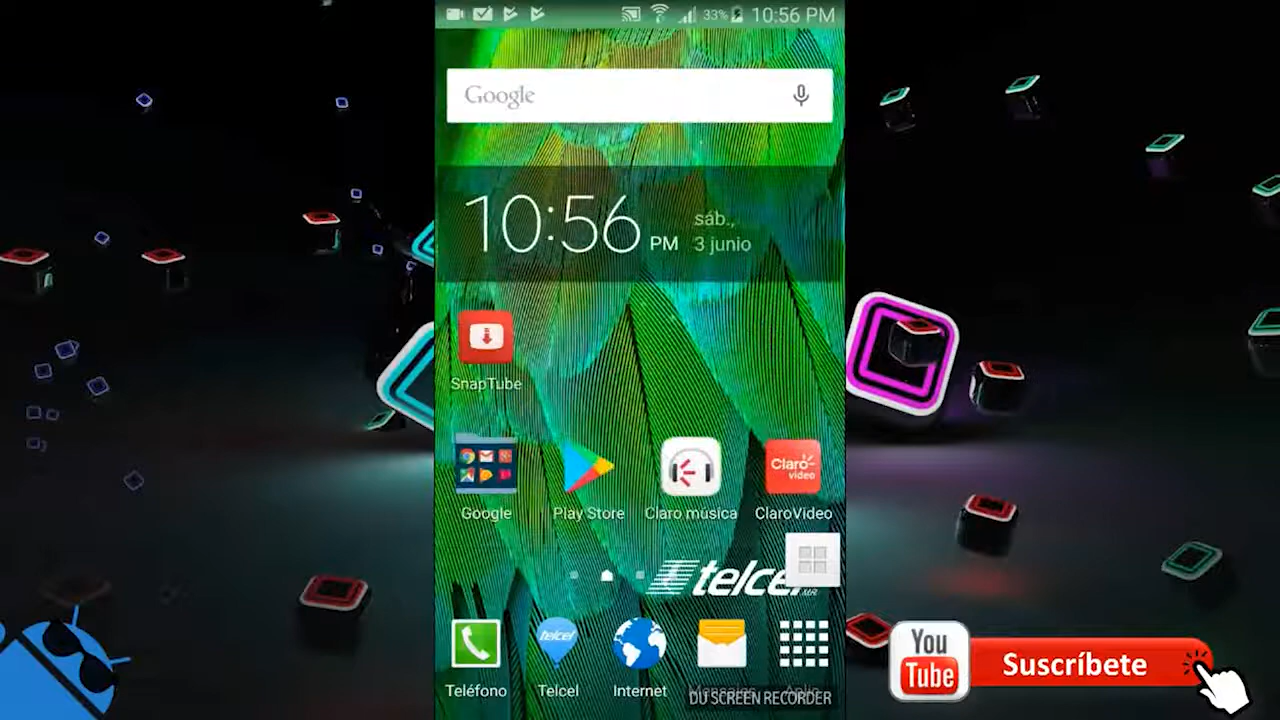 33% 10:56 PM
Google
10:56 PM
sáb.,
3 junio
SnapTube
Claro-
video
Google Play Store Claro música ClaroVideo
telcel
telcel
Teléfono Telcel Internet
DU SCREEN RECORDER
You
Tube
Suscríbete